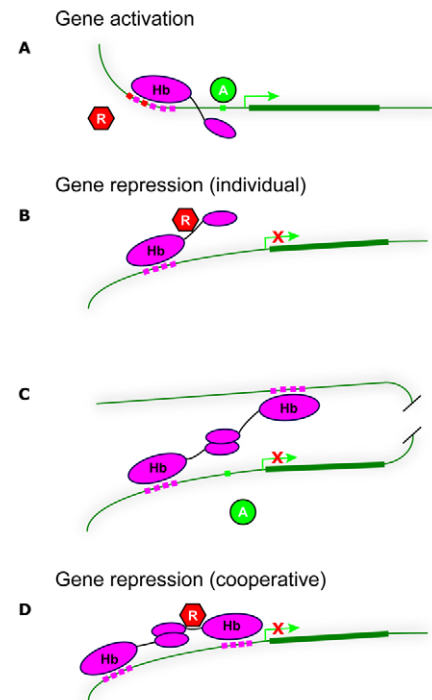 Gene activation
A
Hb
A
R
Gene repression (individual)
B
R
Hb
X
C
Hb
Hb
X
A
Gene repression (cooperative)
D
R
Hb
X
Hb